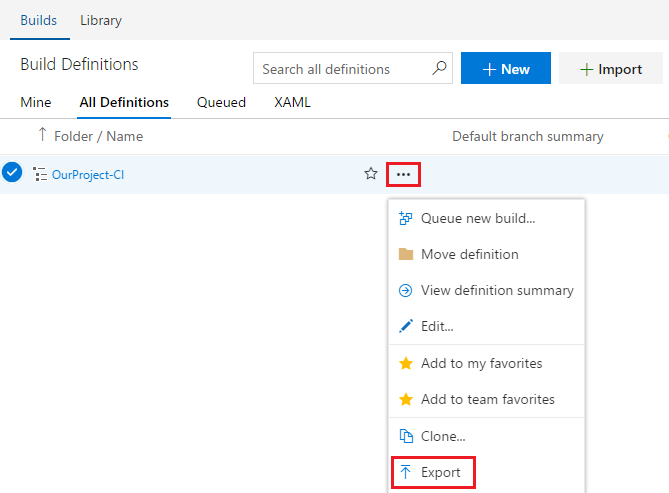 Builds Library
Build Definitions
Search all definitions
New
Import
Mine All Definitions Queued XAML
Folder / Name Default branch summary
OurProject-CI ...
Queue new build...
Move definition
View definition summary
Edit...
Add to my favorites
Add to team favorites
Clone...
Export